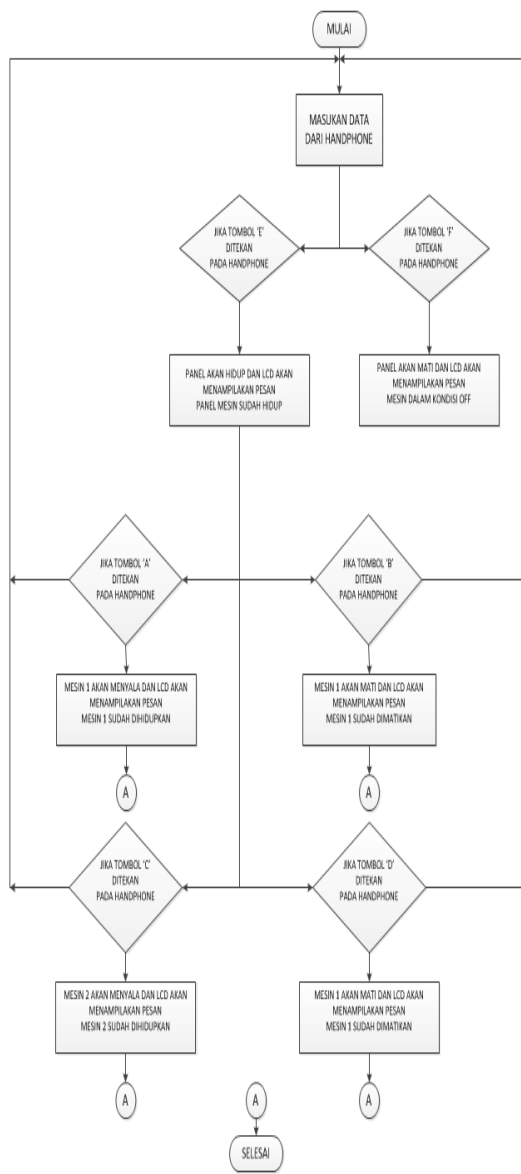 MULAI
MASUKAN DATA
DARI HANDPHONE
JIKA TOMBOL 'E'
DITEKAN
PADA HANDPHONE
JIKA TOMBOL 'F'
DITEKAN
PADA HANDPHONE
PANEL AKAN HIDUP DAN LCD AKAN
MENAMPILKAN PESAN
PANEL MESIN SUDAH HIDUP
PANEL AKAN MATI DAN LCD AKAN
MENAMPILAKAN PESAN
MESIN DALAM KONDISI OFF
JIKA TOMBOL 'A'
DITEKAN
PADA HANDPHONE
JIKA TOMBOL 'B'
DITEKAN
PADA HANDPHONE
MESIN 1 AKAN MENYALA DAN LCD AKAN
MENAMPILAKAN PESAN
MESIN 1 SUDAH DIHIDUPKAN
MESIN 1 AKAN MATI DAN LCD AKAN
MENAMPILAKAN PESAN
MESIN 1 SUDAH DIMATIKAN
A
A
JIKA TOMBOL 'C'
DITEKAN
PADA HANDPHONE
JIKA TOMBOL 'D'
DITEKAN
PADA HANDPHONE
MESIN 2 AKAN MENYALA DAN LCD AKAN
MENAMPILAKAN PESAN
MESIN 2 SUDAH DIHIDUPKAN
MESIN 1 AKAN MATI DAN LCD AKAN
MENAMPILAKAN PESAN
MESIN 1 SUDAH DIMATIKAN
A
A
A
SELESAI